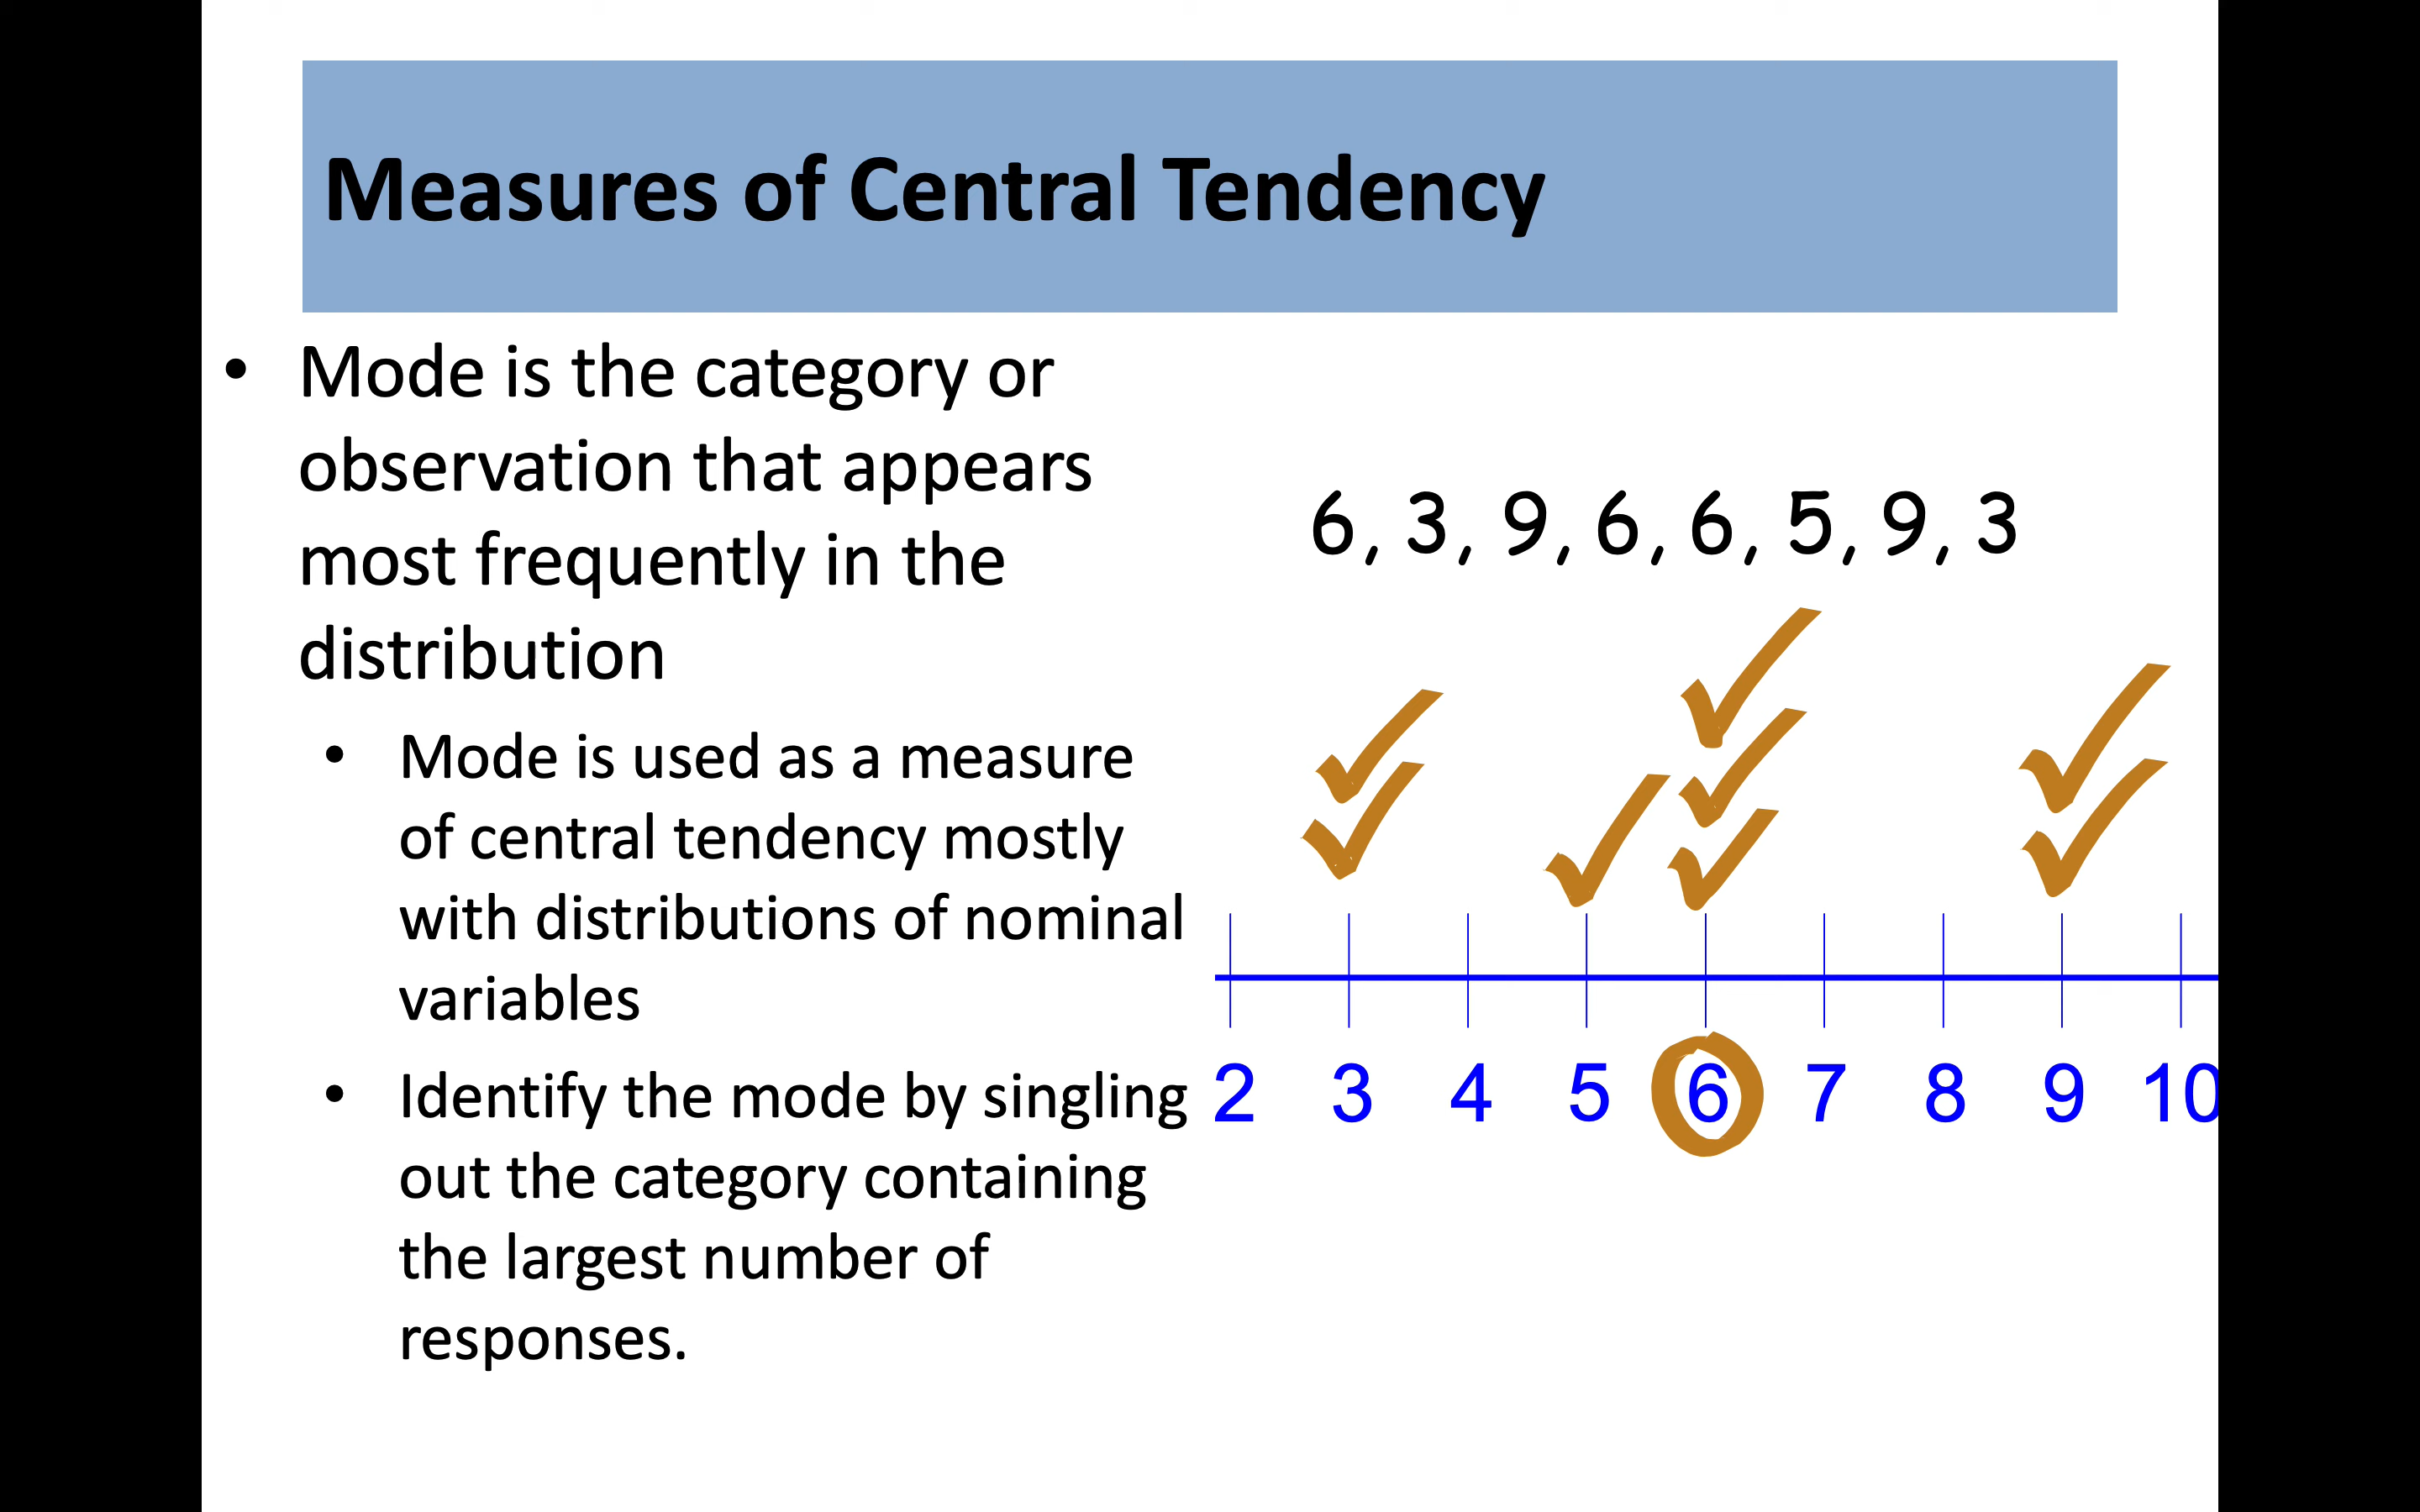 Measures of Central Tendency
• Mode is the category or
observation that appears
most frequently in the
distribution
• Mode is used as a measure
of central tendency mostly
with distributions of nominal
variables
• Identify the mode by singling
out the category containing
the largest number of
responses.
6, 3, 9, 6, 6, 5, 9, 3
2 3 4 5 6 7 8 9 10